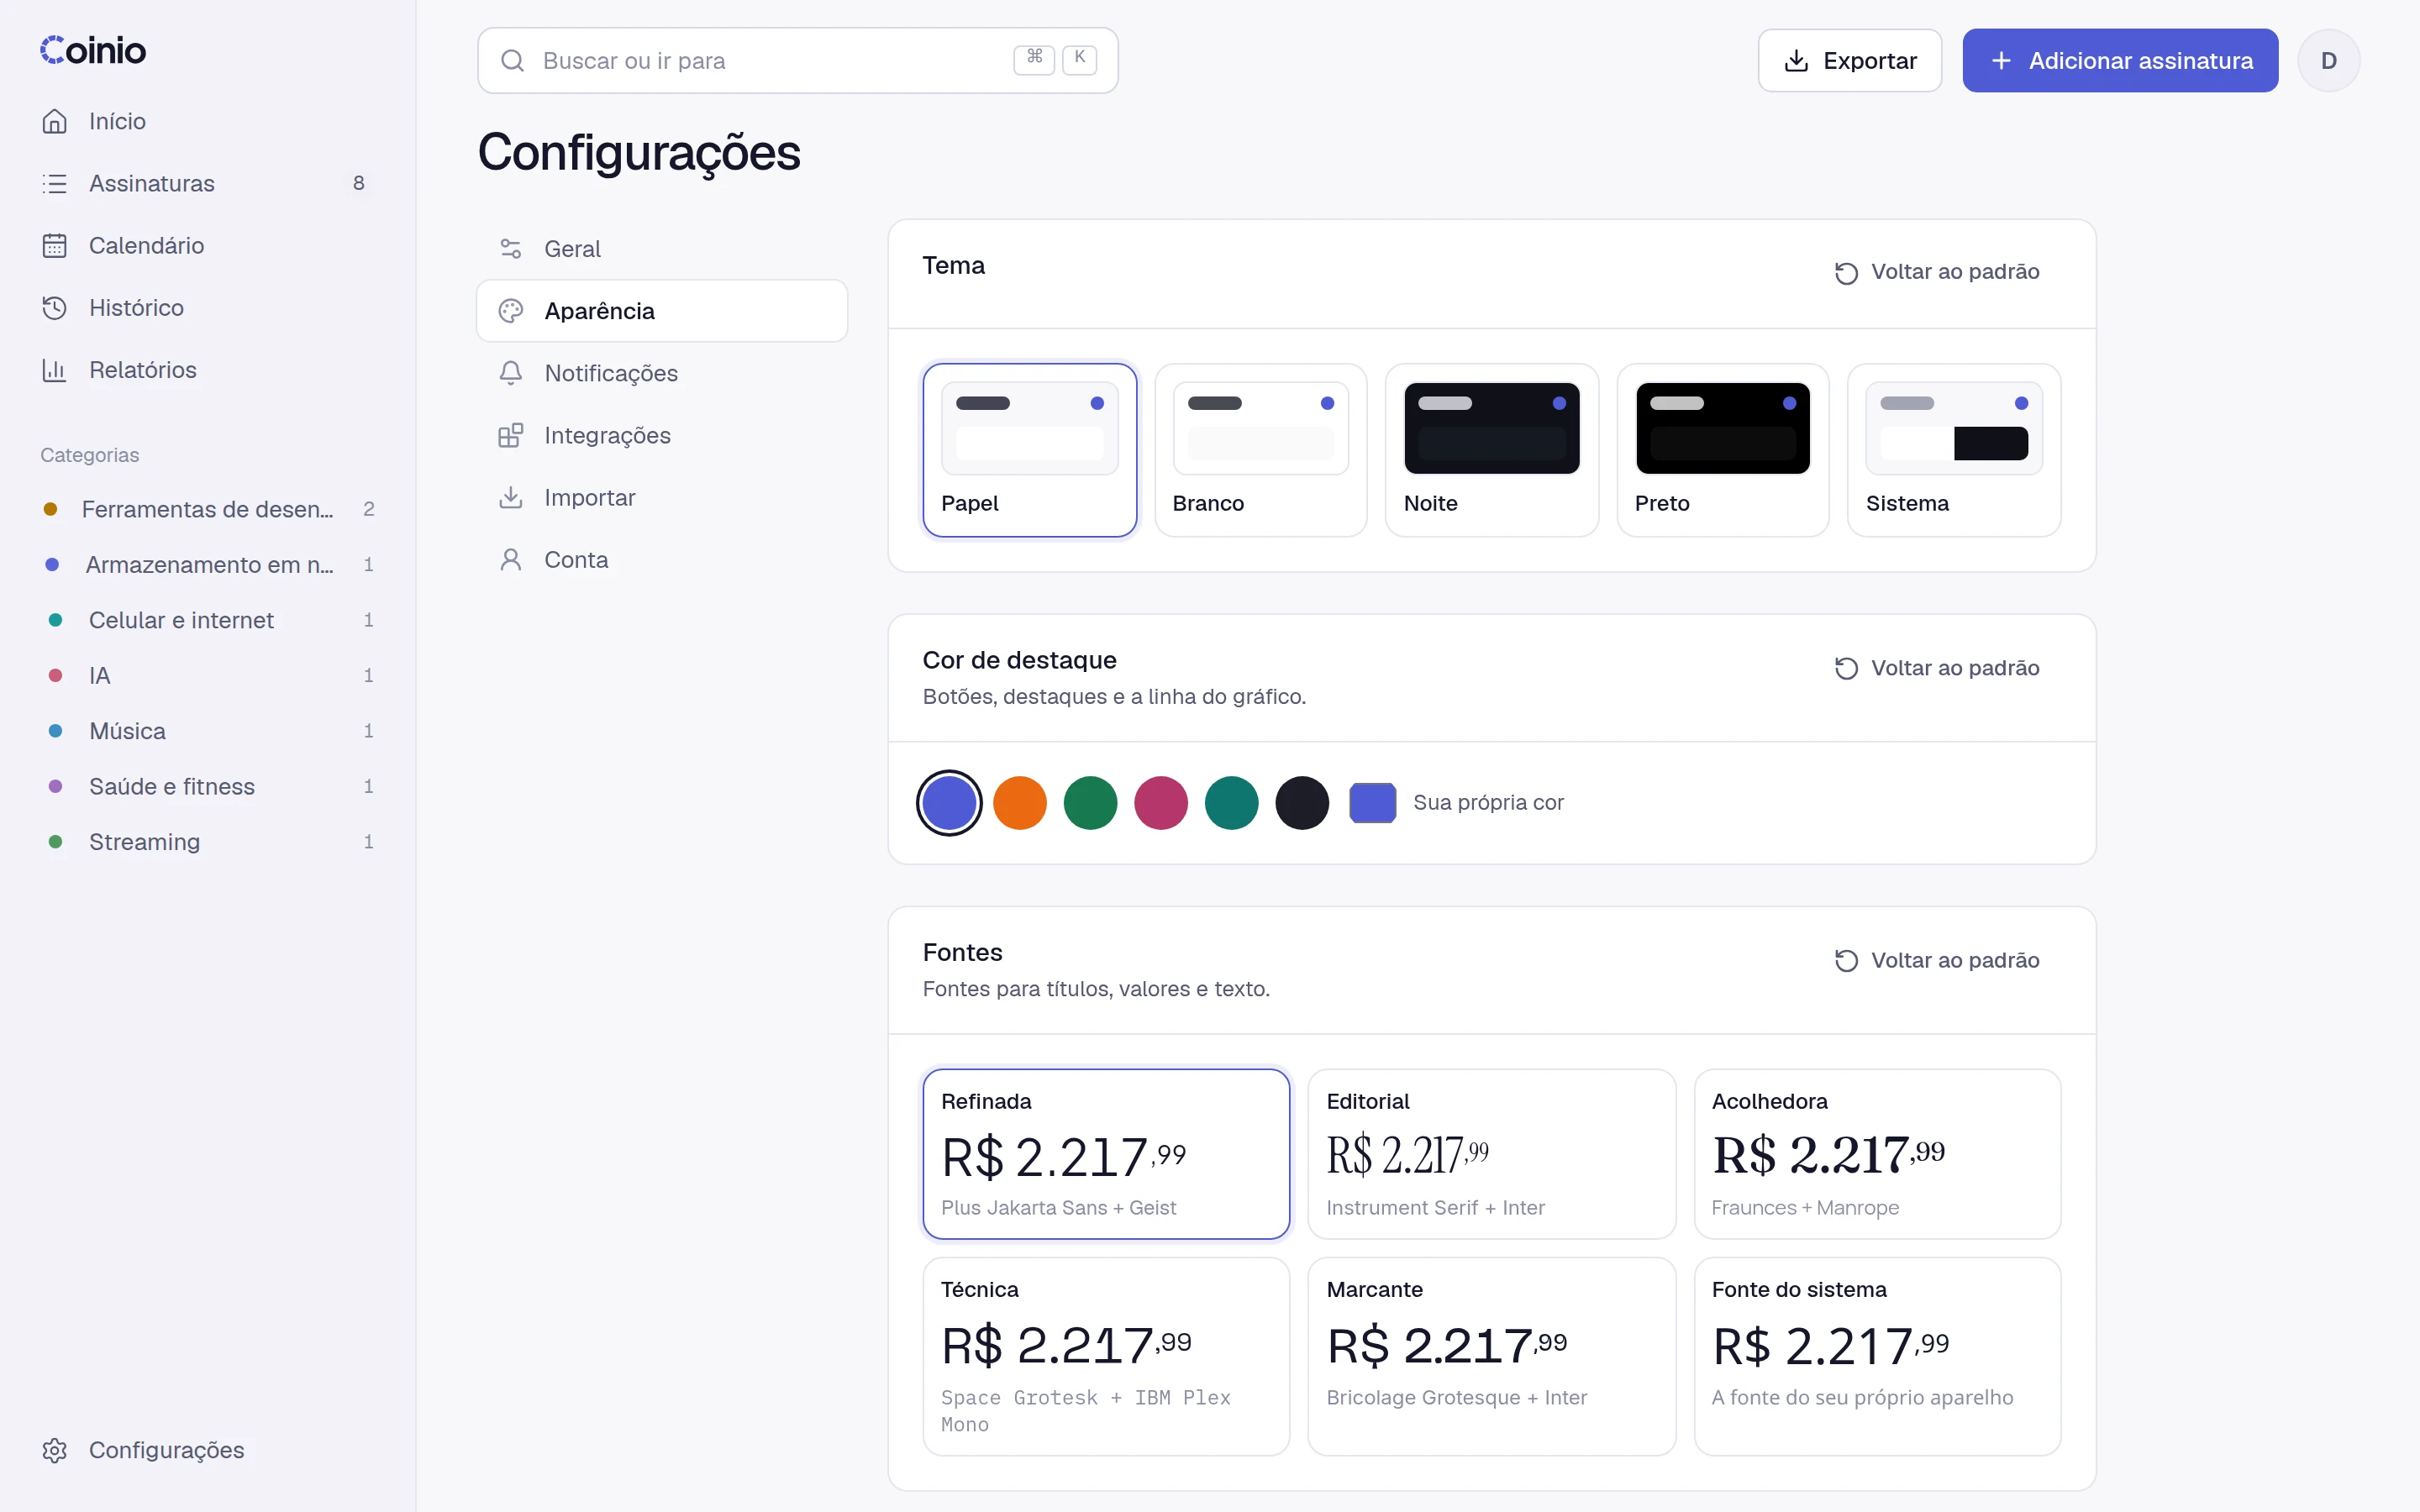 Coinio
Início
Assinaturas 8
Calendário
Histórico
Relatórios
Categorias
Ferramentas de desen... 2
Armazenamento em n... 1
Celular e internet 1
IA 1
Música 1
Saúde e fitness 1
Streaming 1
Configurações
Buscar ou ir para ⌘ K
Exportar
Adicionar assinatura
D
Configurações
Geral
Aparência
Notificações
Integrações
Importar
Conta
Tema
Voltar ao padrão
Papel
Branco
Noite
Preto
Sistema
Cor de destaque
Botões, destaques e a linha do gráfico.
Voltar ao padrão
Sua própria cor
Fontes
Fontes para títulos, valores e texto.
Voltar ao padrão
Refinada
R$ 2.217,99
Plus Jakarta Sans + Geist
Editorial
R$ 2.217,99
Instrument Serif + Inter
Acolhedora
R$ 2.217,99
Fraunces + Manrope
Técnica
R$ 2.217,99
Space Grotesk + IBM Plex
Mono
Marcante
R$ 2.217,99
Bricolage Grotesque + Inter
Fonte do sistema
R$ 2.217,99
A fonte do seu próprio aparelho